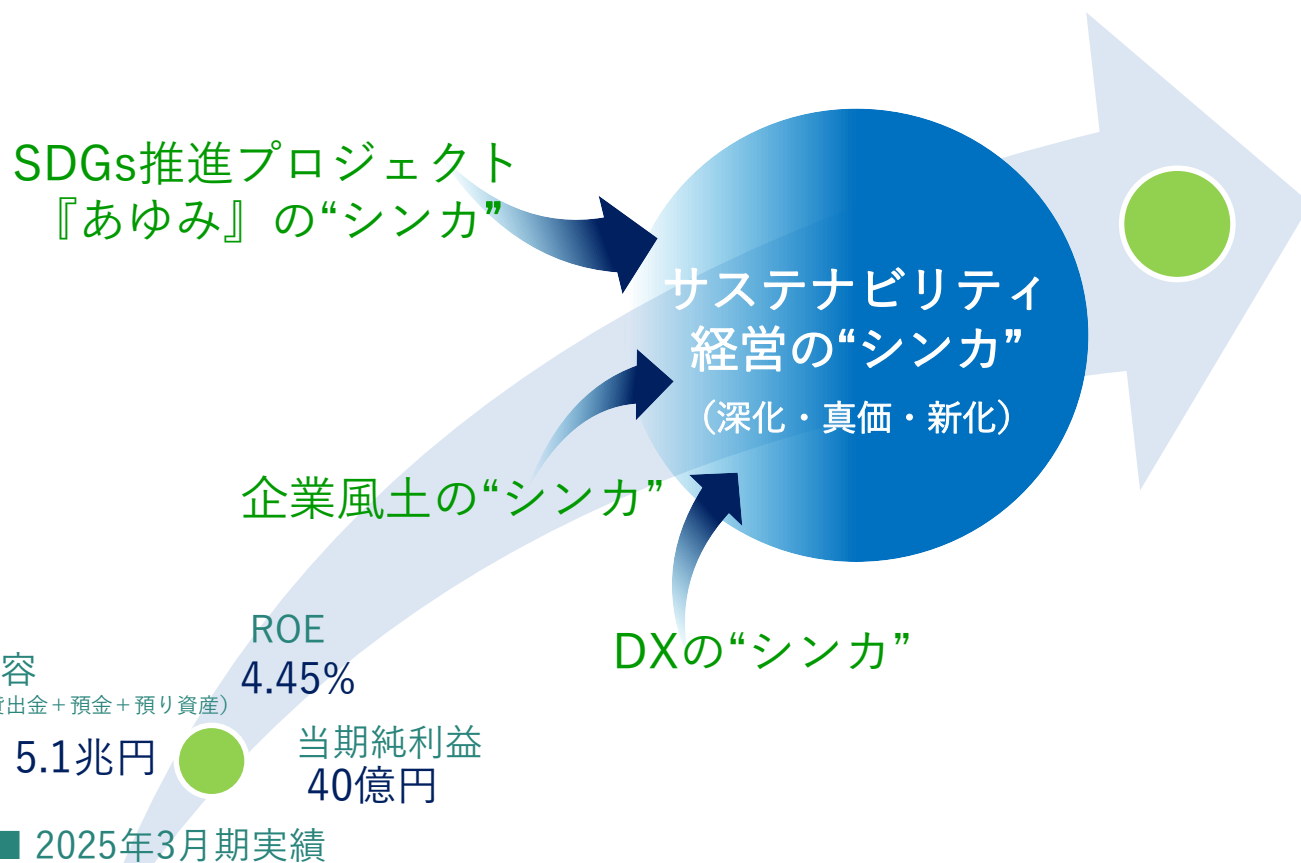 SDGs推進プロジェクト
『あゆみ』の“シンカ”
サステナビリティ
経営の“シンカ”
（深化・真価・新化）
企業風土の“シンカ”
DXの“シンカ”
ROE
4.45%
容
出金＋預金＋預り資産）
5.1兆円
当期純利益
40億円
■ 2025年3月期実績